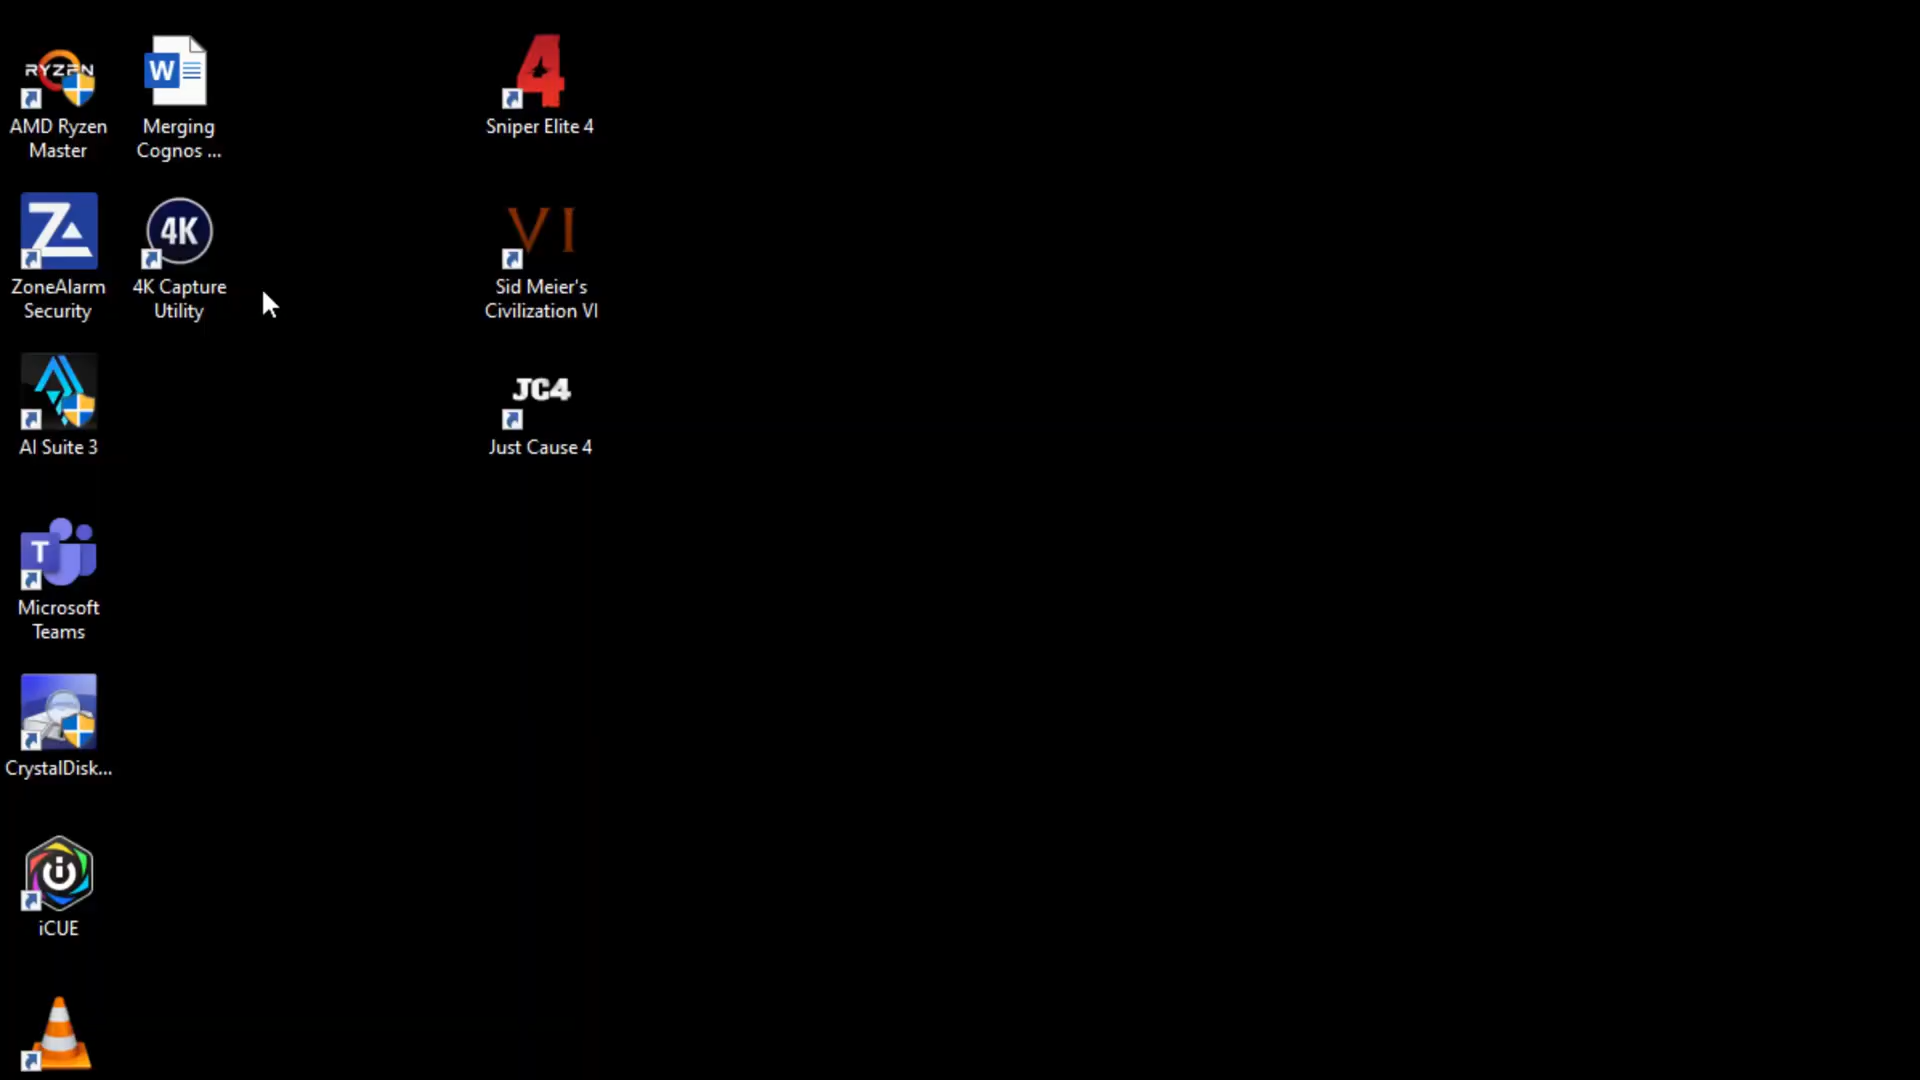 RYZEN
AMD Ryzen
Master
W
Merging
Cognos ...
4
Sniper Elite 4
Z
ZoneAlarm
Security
4K
4K Capture
Utility
VI
Sid Meier's
Civilization VI
AI Suite 3
JC4
Just Cause 4
T
Microsoft
Teams
CrystalDisk...
iCUE